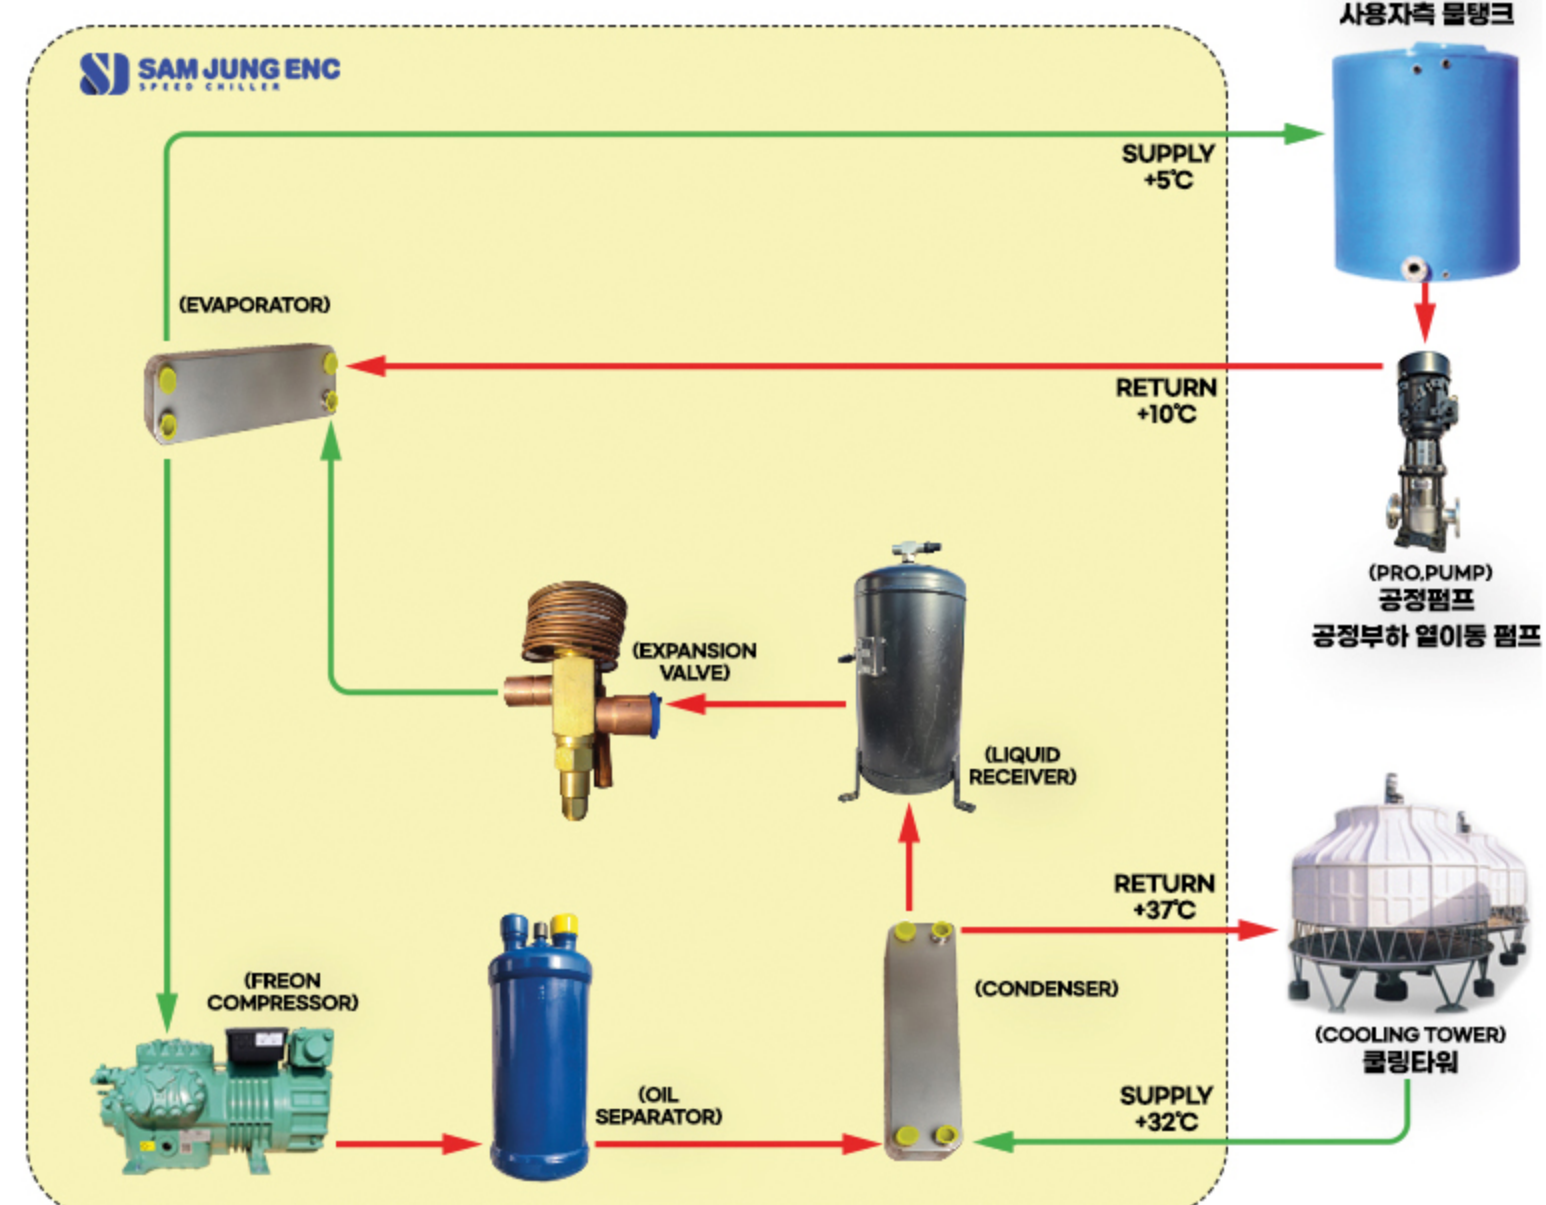 사용자측 물탱크
SAM JUNG ENC
SPEED CHILLER
SUPPLY
+5℃
(EVAPORATOR)
RETURN
+10℃
(PRO.PUMP)
공정펌프
공정부하 열이동 펌프
(EXPANSION
VALVE)
(LIQUID
RECEIVER)
RETURN
+37℃
(FREON
COMPRESSOR)
(CONDENSER)
(COOLING TOWER)
쿨링타워
(OIL
SEPARATOR)
SUPPLY
+32℃